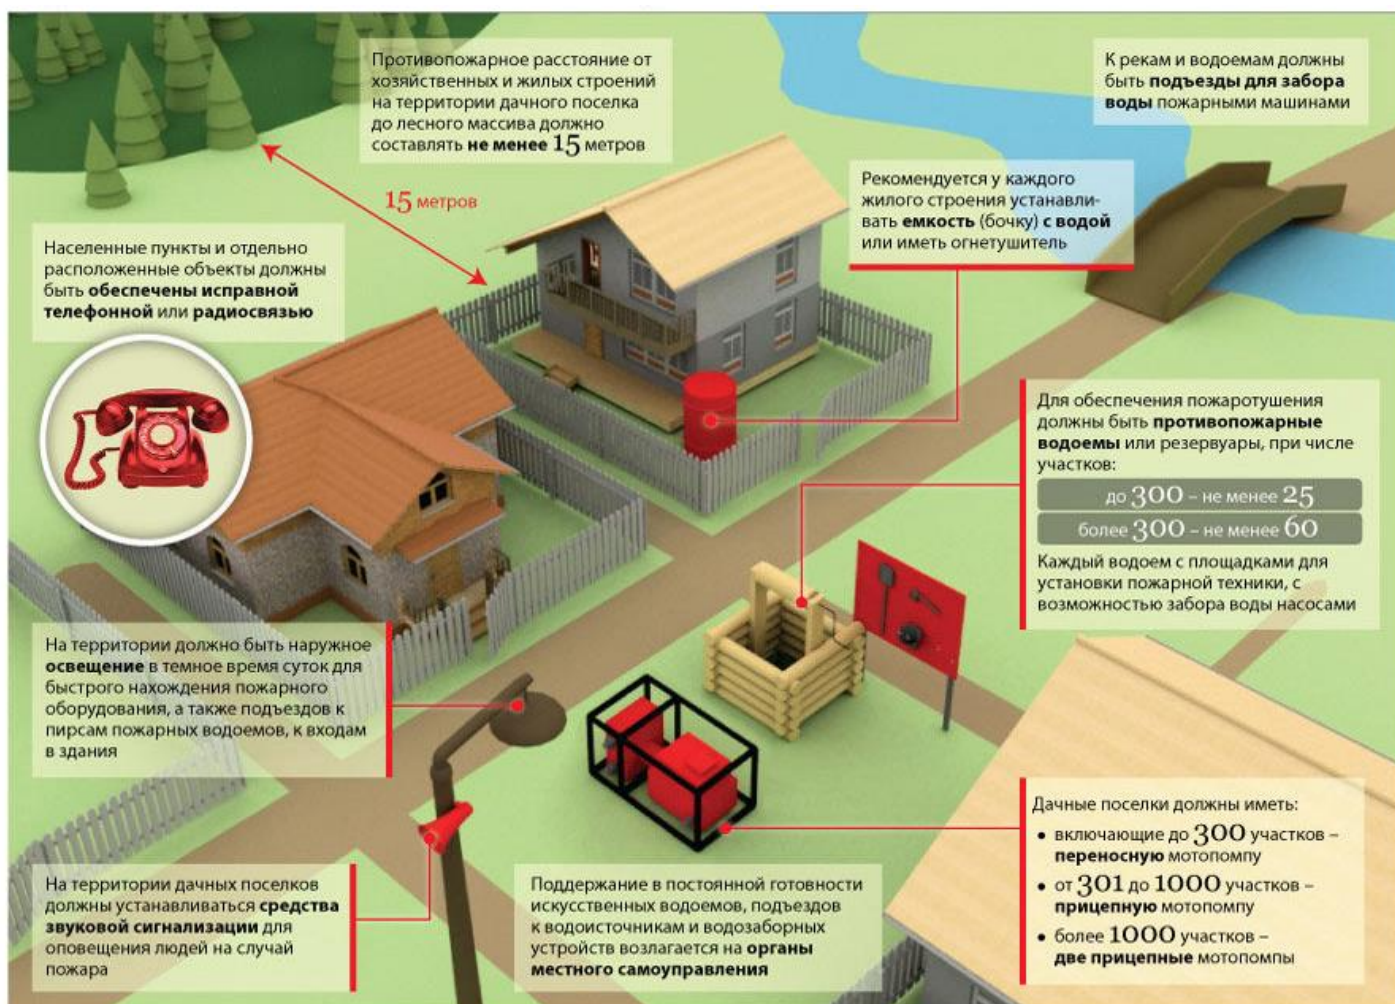 Противопожарное расстояние от
хозяйственных и жилых строений
на территории дачного поселка
до лесного массива должно
составлять не менее 15 метров
К рекам и водоемам должны
быть подъезды для забора
воды пожарными машинами
15 метров
Рекомендуется у каждого
жилого строения устанавли-
вать емкость (бочку) с водой
или иметь огнетушитель
Населенные пункты и отдельно
расположенные объекты должны
быть обеспечены исправной
телефонной или радиосвязью
Для обеспечения пожаротушения
должны быть противопожарные
водоемы или резервуары, при числе
участков:
до 300 – не менее 25
более 300 – не менее 60
Каждый водоем с площадками для
установки пожарной техники, с
возможностью забора воды насосами
На территории должно быть наружное
освещение в темное время суток для
быстрого нахождения пожарного
оборудования, а также подъездов к
пирсам пожарных водоемов, к входам
в здания
На территории дачных поселков
должны устанавливаться средства
звуковой сигнализации для
оповещения людей на случай
пожара
Поддержание в постоянной готовности
искусственных водоемов, подъездов
к водоисточникам и водозаборных
устройств возлагается на органы
местного самоуправления
Дачные поселки должны иметь:
• включающие до 300 участков –
переносную мотопомпу
• от 301 до 1000 участков –
прицепную мотопомпу
• более 1000 участков –
две прицепные мотопомпы